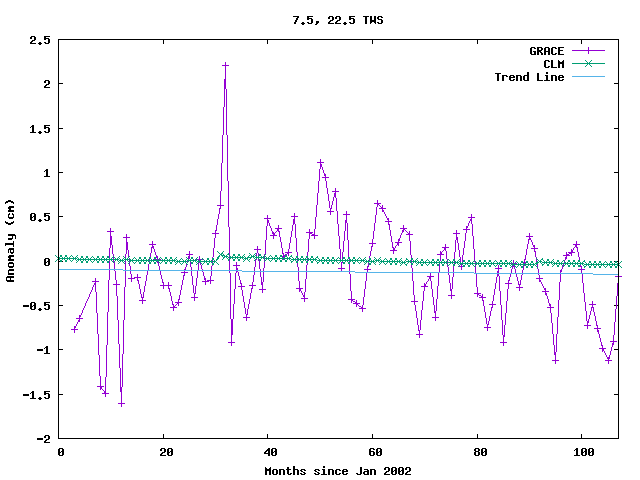 7.5, 22.5 TWS
GRACE
CLM
Trend Line
2.5
2
1.5
1
0.5
0
-0.5
-1
-1.5
-2
Anomaly (cm)
0 20 40 60 80 100
Months since Jan 2002